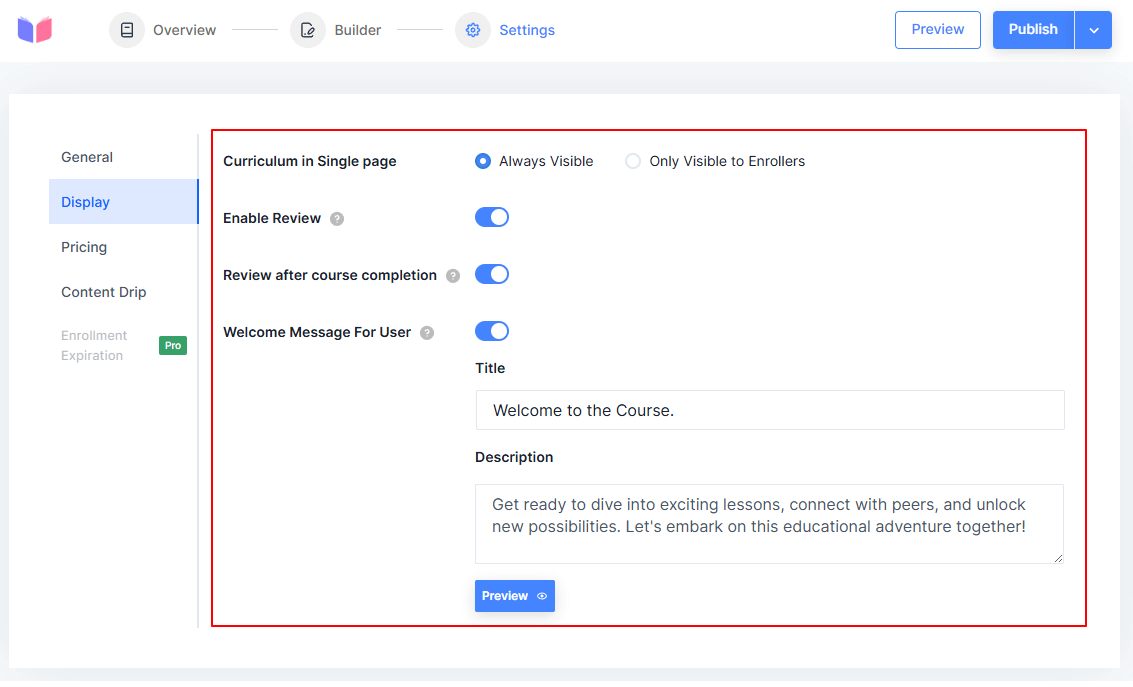 Overview
Builder
Settings
Preview
Publish
General
Display
Pricing
Content Drip
Enrollment
Expiration
Pro
Curriculum in Single page
Always Visible
Only Visible to Enrollers
Enable Review ?
Review after course completion ?
Welcome Message For User ?
Title
Welcome to the Course.
Description
Get ready to dive into exciting lessons, connect with peers, and unlock
new possibilities. Let's embark on this educational adventure together!
Preview